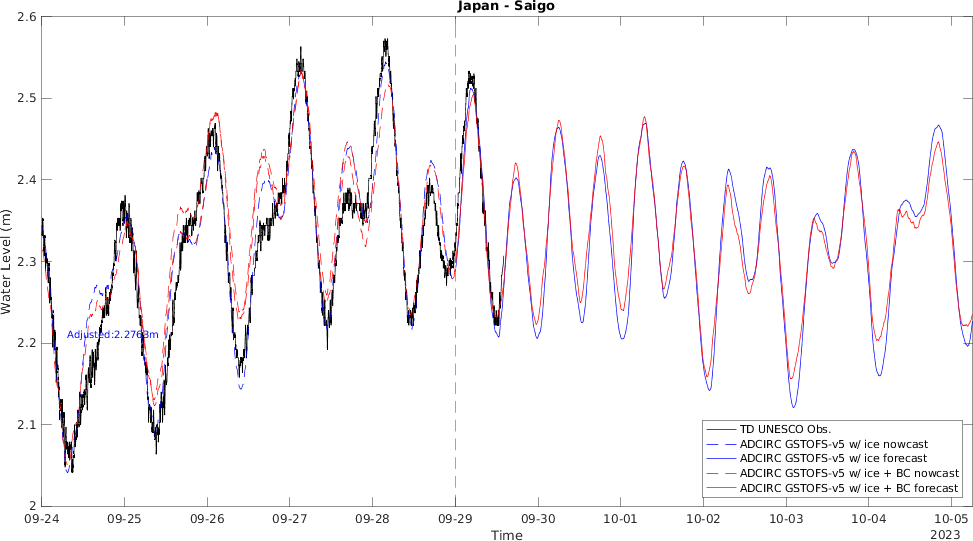 Japan - Saigo
2.6
2.5
2.4
2.3
2.2
2.1
2
Water Level (m)
Adjusted:2.2763m
TD UNESCO Obs.
ADCIRC GSTOFS-v5 w/ ice nowcast
ADCIRC GSTOFS-v5 w/ ice forecast
ADCIRC GSTOFS-v5 w/ ice + BC nowcast
ADCIRC GSTOFS-v5 w/ ice + BC forecast
09-24 09-25 09-26 09-27 09-28 09-29 09-30 10-01 10-02 10-03 10-04 10-05
2023
Time